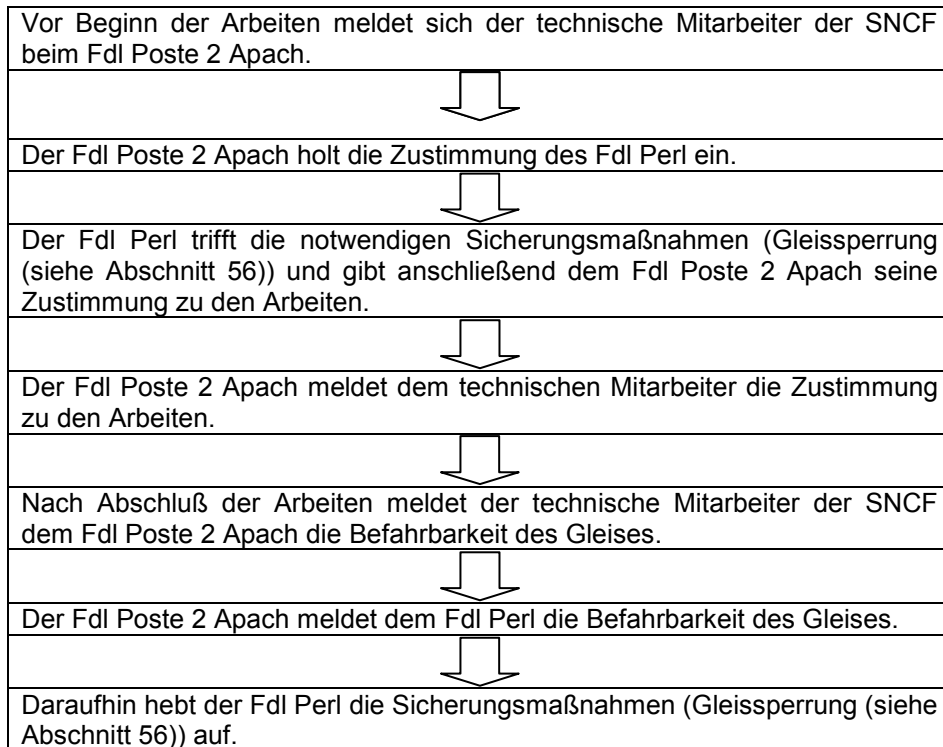 Vor Beginn der Arbeiten meldet sich der technische Mitarbeiter der SNCF
beim Fdl Poste 2 Apach.
Der Fdl Poste 2 Apach holt die Zustimmung des Fdl Perl ein.
Der Fdl Perl trifft die notwendigen Sicherungsmaßnahmen (Gleissperrung
(siehe Abschnitt 56)) und gibt anschließend dem Fdl Poste 2 Apach seine
Zustimmung zu den Arbeiten.
Der Fdl Poste 2 Apach meldet dem technischen Mitarbeiter die Zustimmung
zu den Arbeiten.
Nach Abschluß der Arbeiten meldet der technische Mitarbeiter der SNCF
dem Fdl Poste 2 Apach die Befahrbarkeit des Gleises.
Der Fdl Poste 2 Apach meldet dem Fdl Perl die Befahrbarkeit des Gleises.
Daraufhin hebt der Fdl Perl die Sicherungsmaßnahmen (Gleissperrung (siehe
Abschnitt 56)) auf.